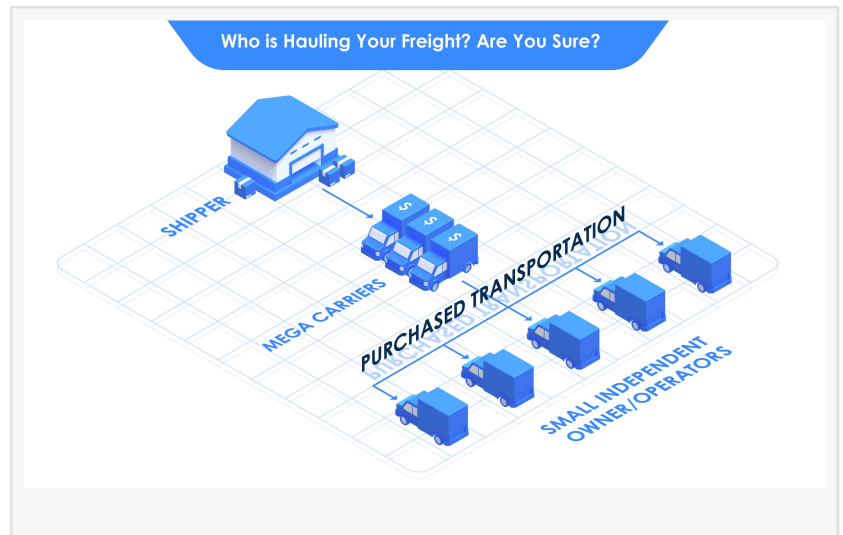 Who is Hauling Your Freight? Are You Sure?
SHIPPER
MEGA CARRIERS
$
$
$
PURCHASED TRANSPORTATION
SMALL INDEPENDENT
OWNER/OPERATORS